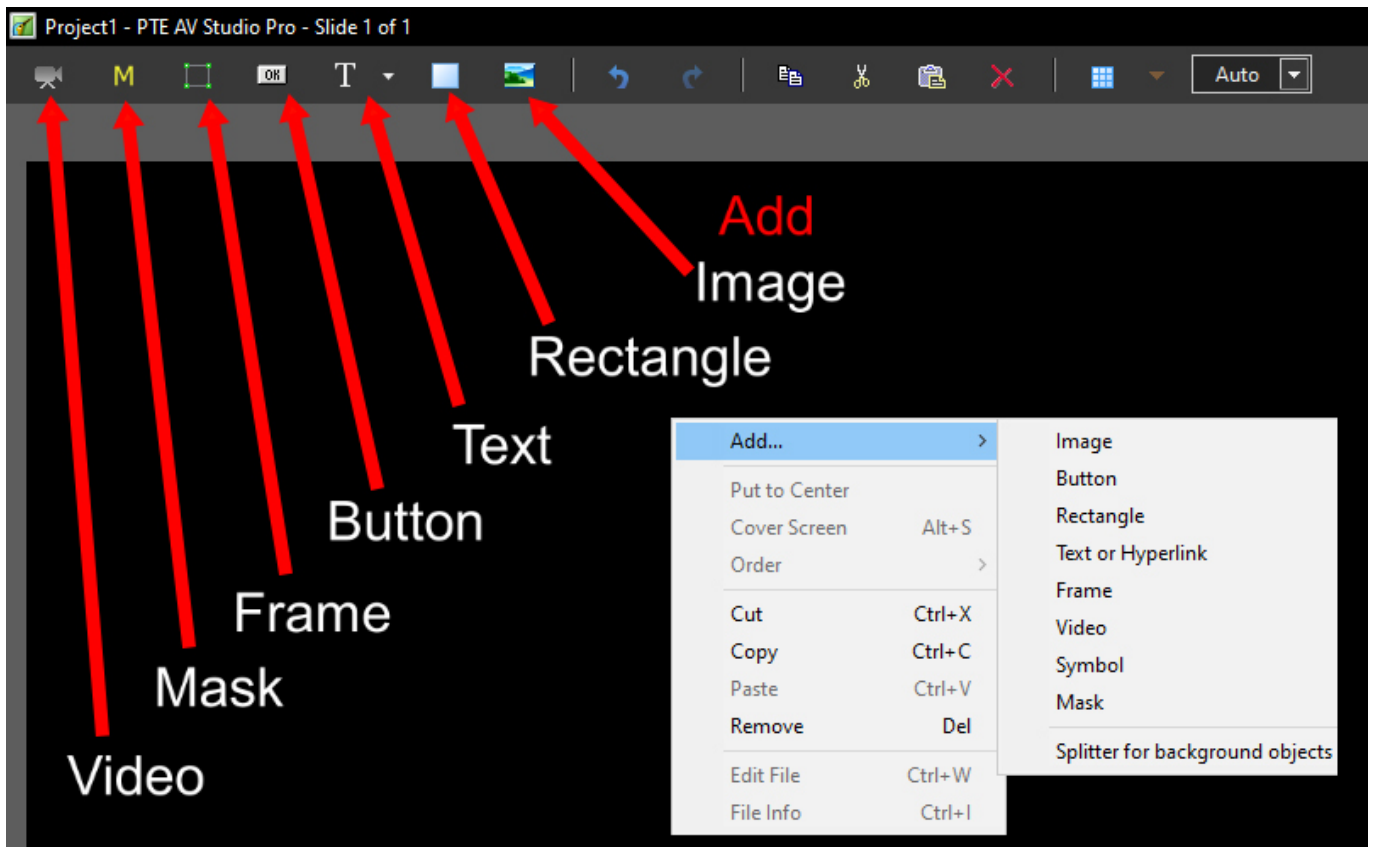 Project1 - PTE AV Studio Pro - Slide 1 of 1
M OK T Auto
Add
Image
Rectangle
Text
Button
Frame
Mask
Video
Add...
Put to Center
Cover Screen Alt+S
Order
Cut Ctrl+X
Copy Ctrl+C
Paste Ctrl+V
Remove Del
Edit File Ctrl+W
File Info Ctrl+I
Image
Button
Rectangle
Text or Hyperlink
Frame
Video
Symbol
Mask
Splitter for background objects